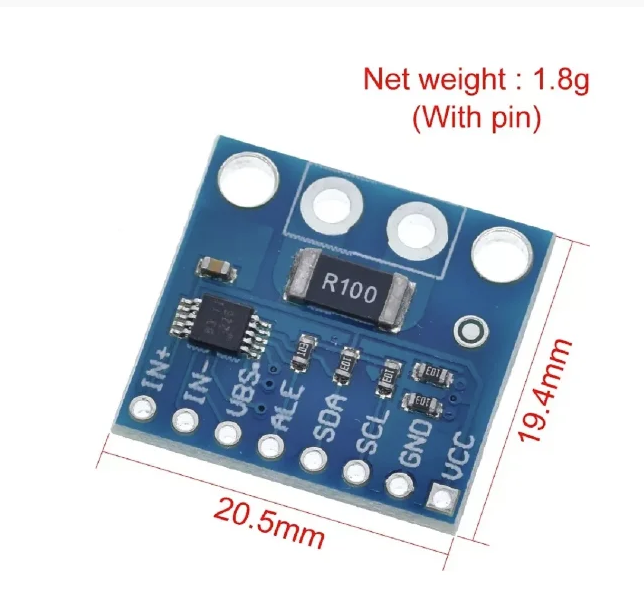 Net weight : 1.8g
(With pin)
R100
IN+
IN-
VBS
ALE
SDA
SCL
GND
VCC
19.4mm
20.5mm